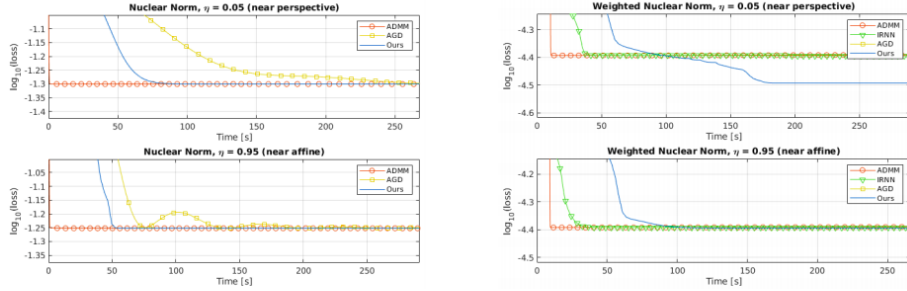 Nuclear Norm, η = 0.05 (near perspective)
-1.1
-1.15
-1.2
-1.25
-1.3
-1.35
-1.4
log₁₀(loss)
ADMM
AGD
Ours
0
50
100
150
200
250
Time [s]
Weighted Nuclear Norm, η = 0.05 (near perspective)
-4.3
-4.4
-4.5
-4.6
log₁₀(loss)
ADMM
IRNN
AGD
Ours
0
50
100
150
200
250
Time [s]
Nuclear Norm, η = 0.95 (near affine)
-1.05
-1.1
-1.15
-1.2
-1.25
-1.3
-1.35
log₁₀(loss)
ADMM
AGD
Ours
0
50
100
150
200
250
Time [s]
Weighted Nuclear Norm, η = 0.95 (near affine)
-4.2
-4.3
-4.4
-4.5
log₁₀(loss)
ADMM
IRNN
AGD
Ours
0
50
100
150
200
250
Time [s]